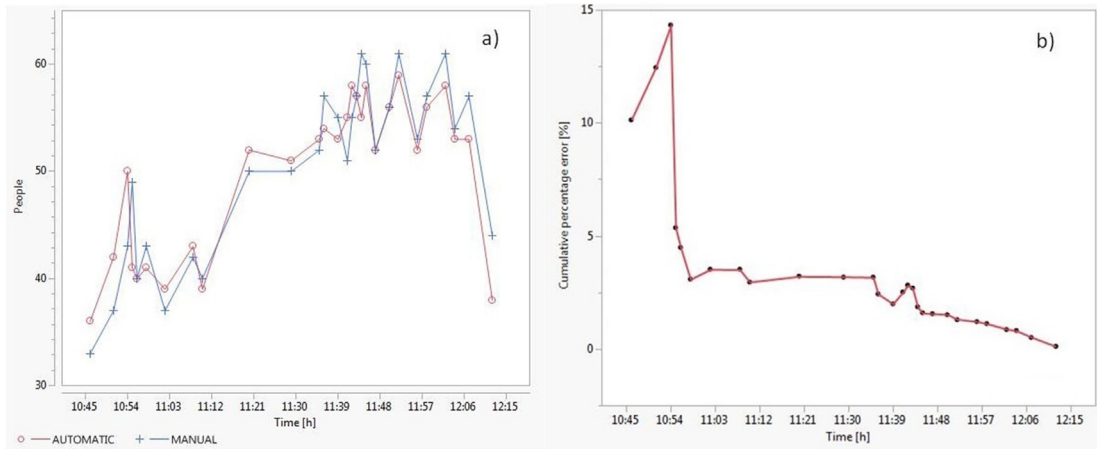 a)
60
50
40
30
People
10:45 10:54 11:03 11:12 11:21 11:30 11:39 11:48 11:57 12:06 12:15
Time [h]
AUTOMATIC MANUAL
b)
15
10
5
0
Cumulative percentage error [%]
10:45 10:54 11:03 11:12 11:21 11:30 11:39 11:48 11:57 12:06 12:15
Time [h]